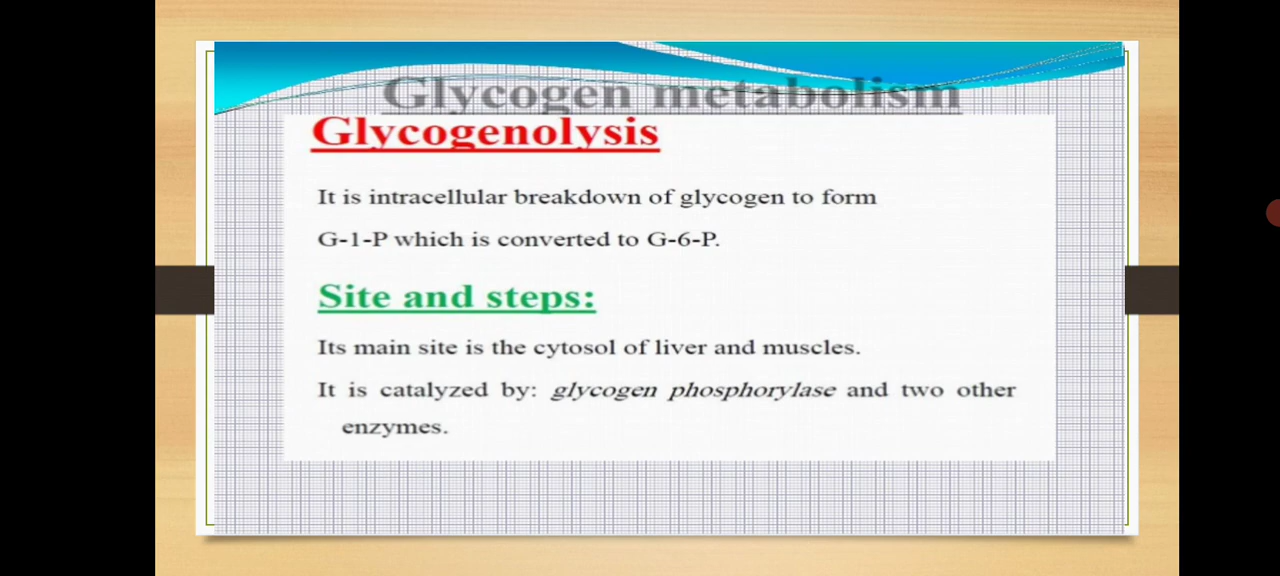 Glycogen metabolism
Glycogenolysis
It is intracellular breakdown of glycogen to form
G-1-P which is converted to G-6-P.
Site and steps:
Its main site is the cytosol of liver and muscles.
It is catalyzed by: glycogen phosphorylase and two other
enzymes.